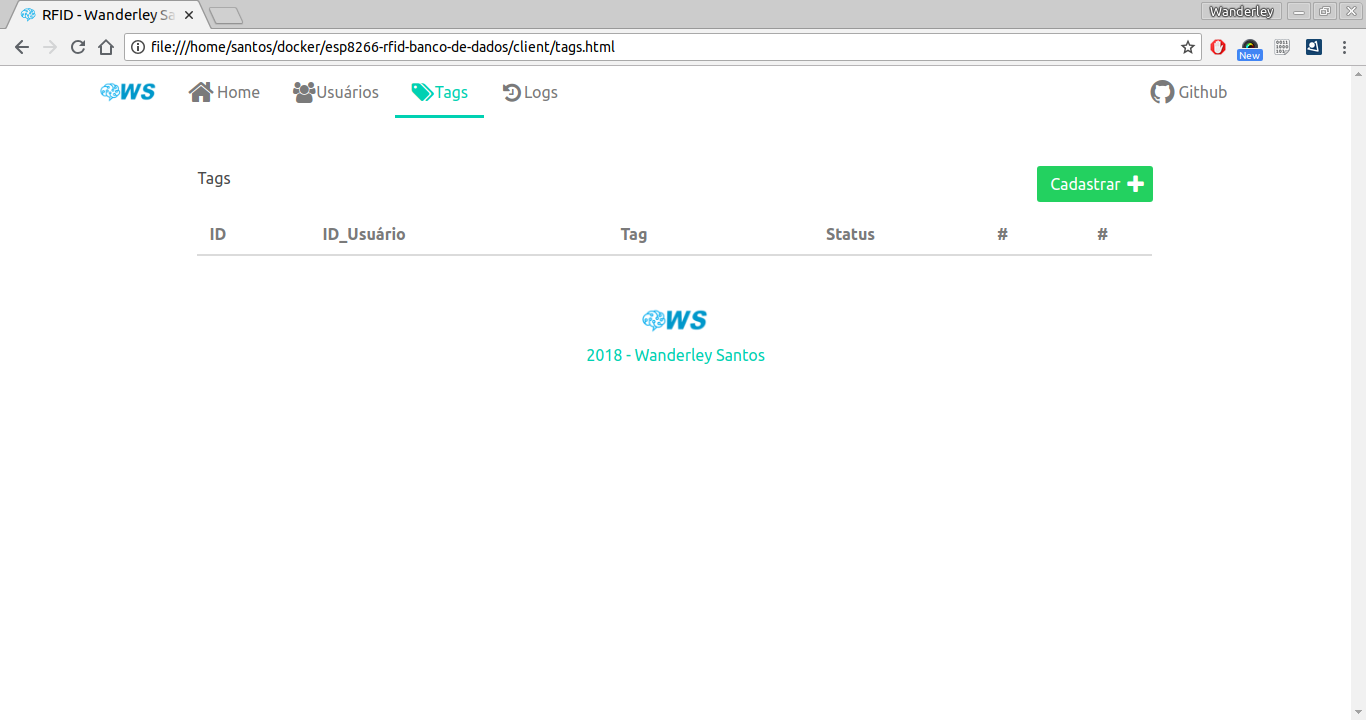 RFID - Wanderley Sa
Wanderley
file:///home/santos/docker/esp8266-rfid-banco-de-dados/client/tags.html
New
WS Home Usuários Tags Logs Github
Tags Cadastrar
ID ID_Usuário Tag Status # #
WS
2018 - Wanderley Santos